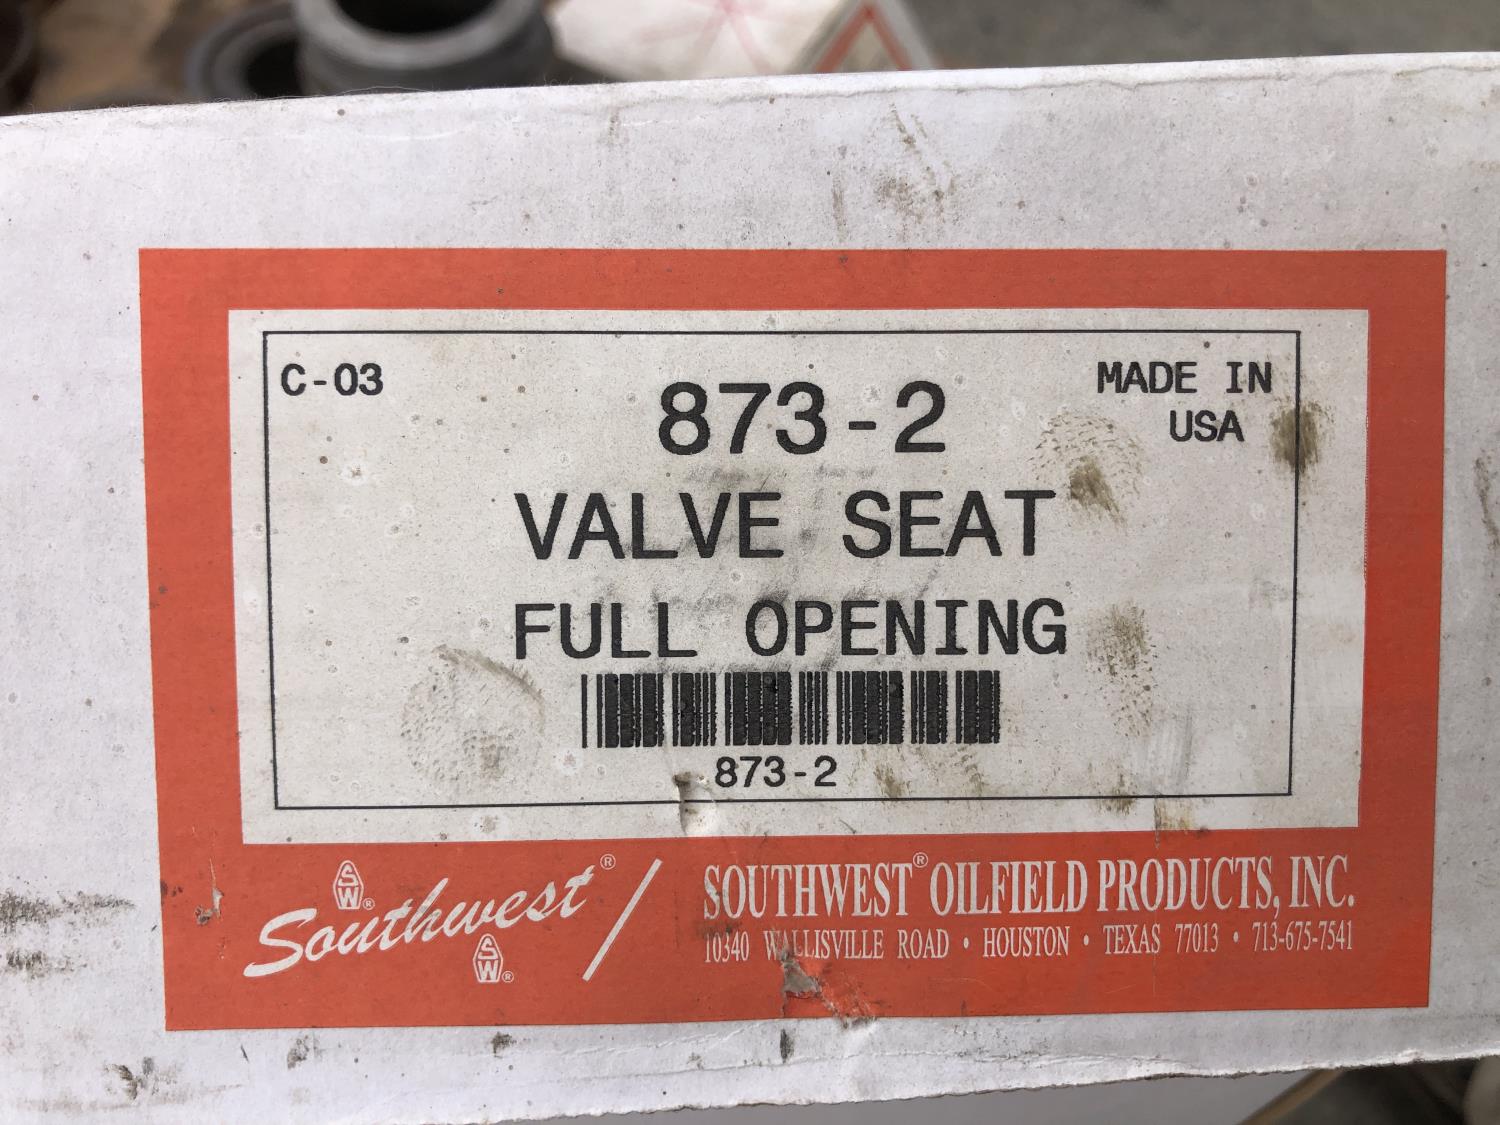 C-03
873-2
MADE IN
USA
VALVE SEAT
FULL OPENING
873-2
SW®
Southwest®
SW®
SOUTHWEST® OILFIELD PRODUCTS, INC.
10340 WALLISVILLE ROAD • HOUSTON • TEXAS 77013 • 713-675-7541